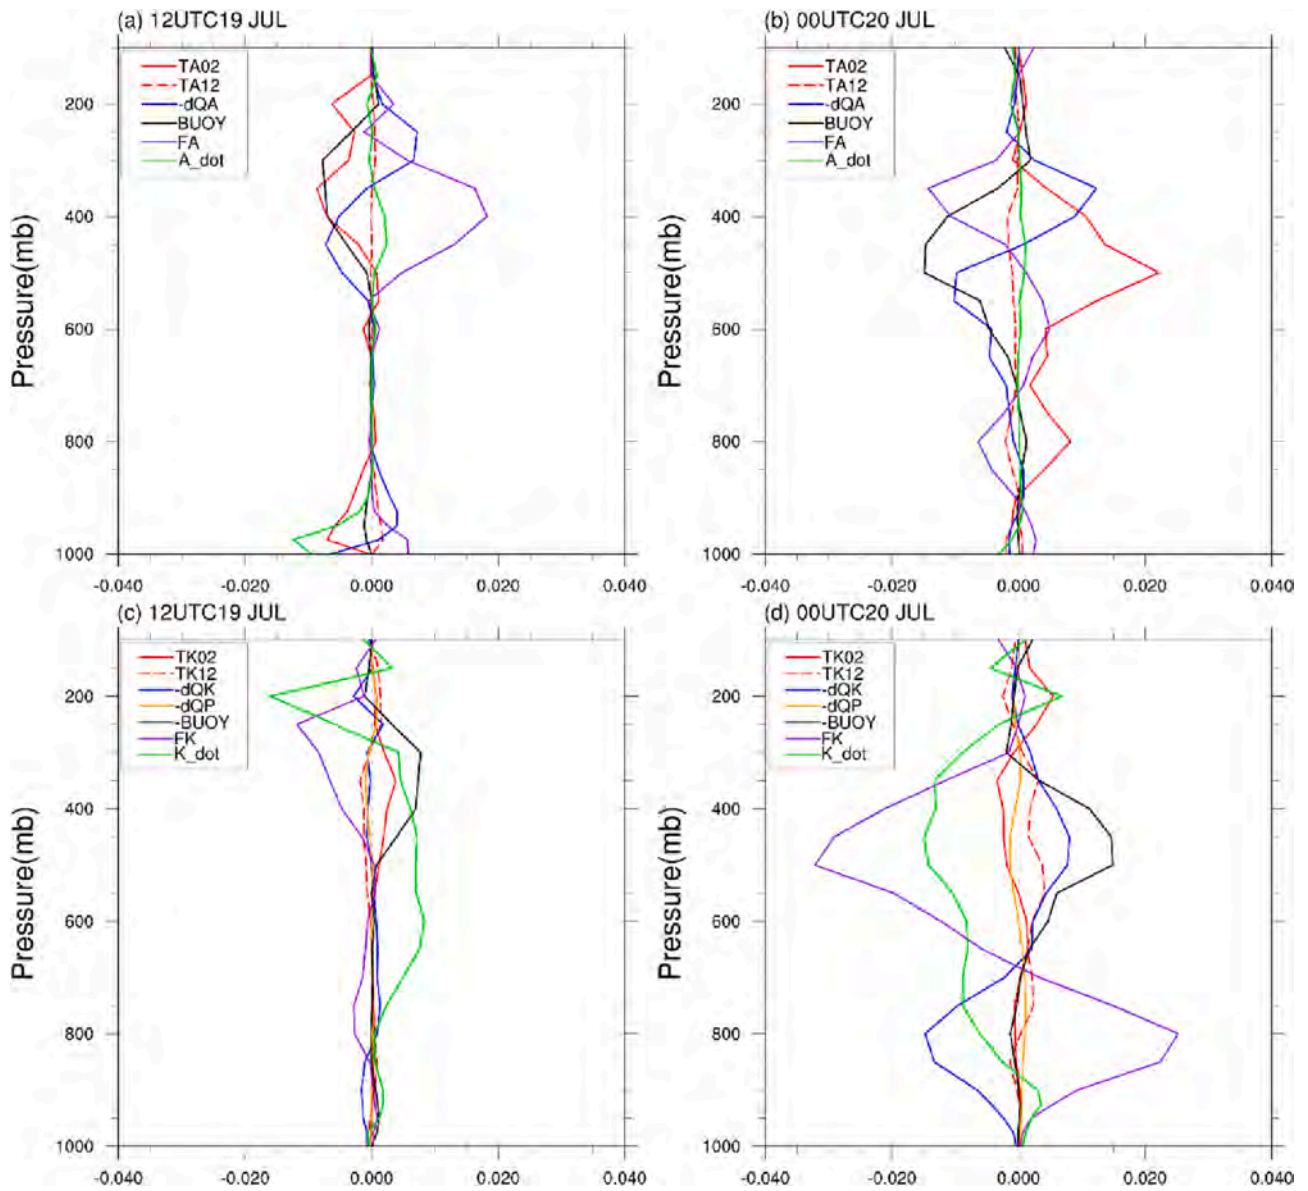 (a) 12UTC19 JUL
TA02
TA12
-dQA
BUOY
FA
A_dot
Pressure(mb)
200
400
600
800
1000
-0.040 -0.020 0.000 0.020 0.040
(b) 00UTC20 JUL
TA02
TA12
-dQA
BUOY
FA
A_dot
Pressure(mb)
200
400
600
800
1000
-0.040 -0.020 0.000 0.020 0.040
(c) 12UTC19 JUL
TK02
TK12
-dQK
-dQP
-BUOY
FK
K_dot
Pressure(mb)
200
400
600
800
1000
-0.040 -0.020 0.000 0.020 0.040
(d) 00UTC20 JUL
TK02
TK12
-dQK
-dQP
-BUOY
FK
K_dot
Pressure(mb)
200
400
600
800
1000
-0.040 -0.020 0.000 0.020 0.040